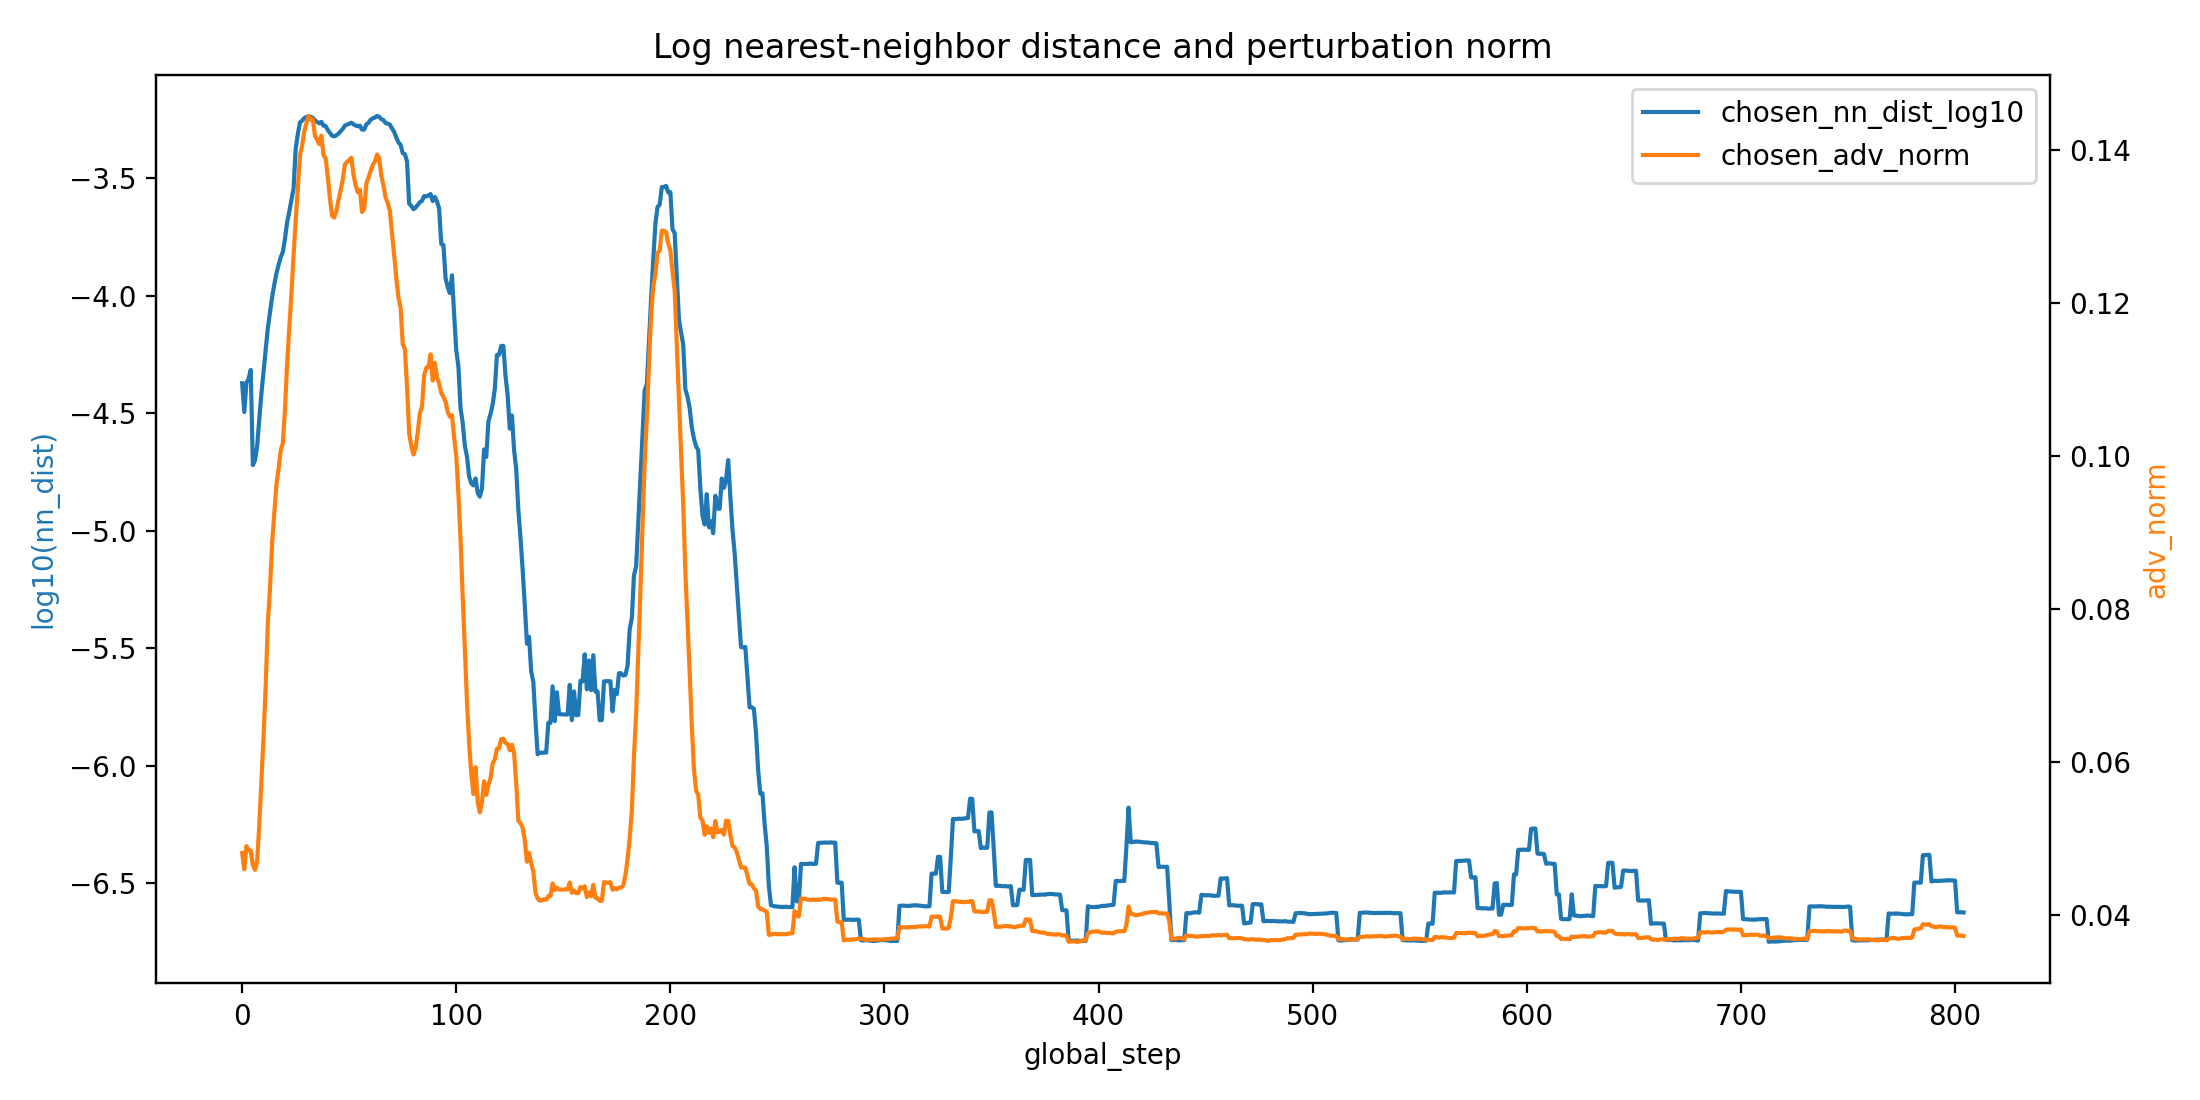 Log nearest-neighbor distance and perturbation norm
chosen_nn_dist_log10
chosen_adv_norm
log10(nn_dist)
−3.5
−4.0
−4.5
−5.0
−5.5
−6.0
−6.5
0.14
0.12
0.10
0.08
0.06
0.04
adv_norm
0 100 200 300 400 500 600 700 800
global_step